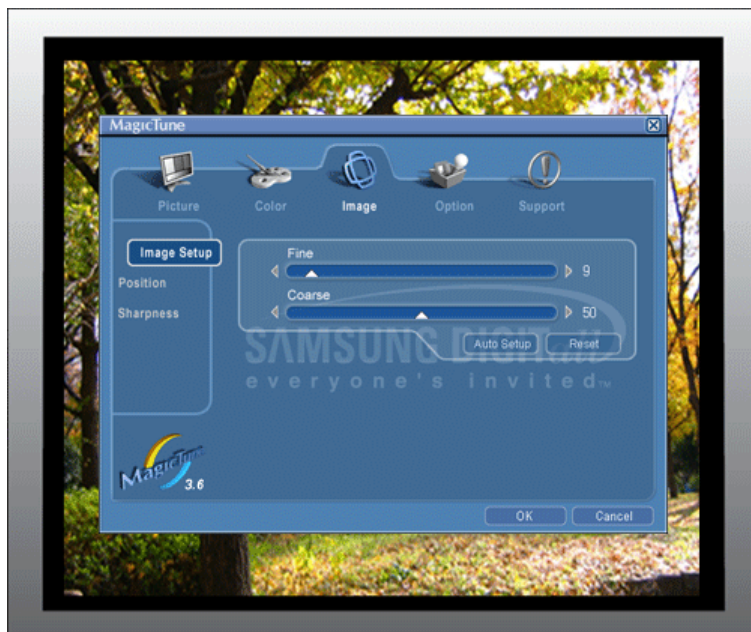 MagicTune
Picture Color Image Option Support
Image Setup
Position
Sharpness
Fine
9
Coarse
50
Auto Setup Reset
SAMSUNG DIGITall
everyone's invited™
MagicTune
3.6
OK Cancel